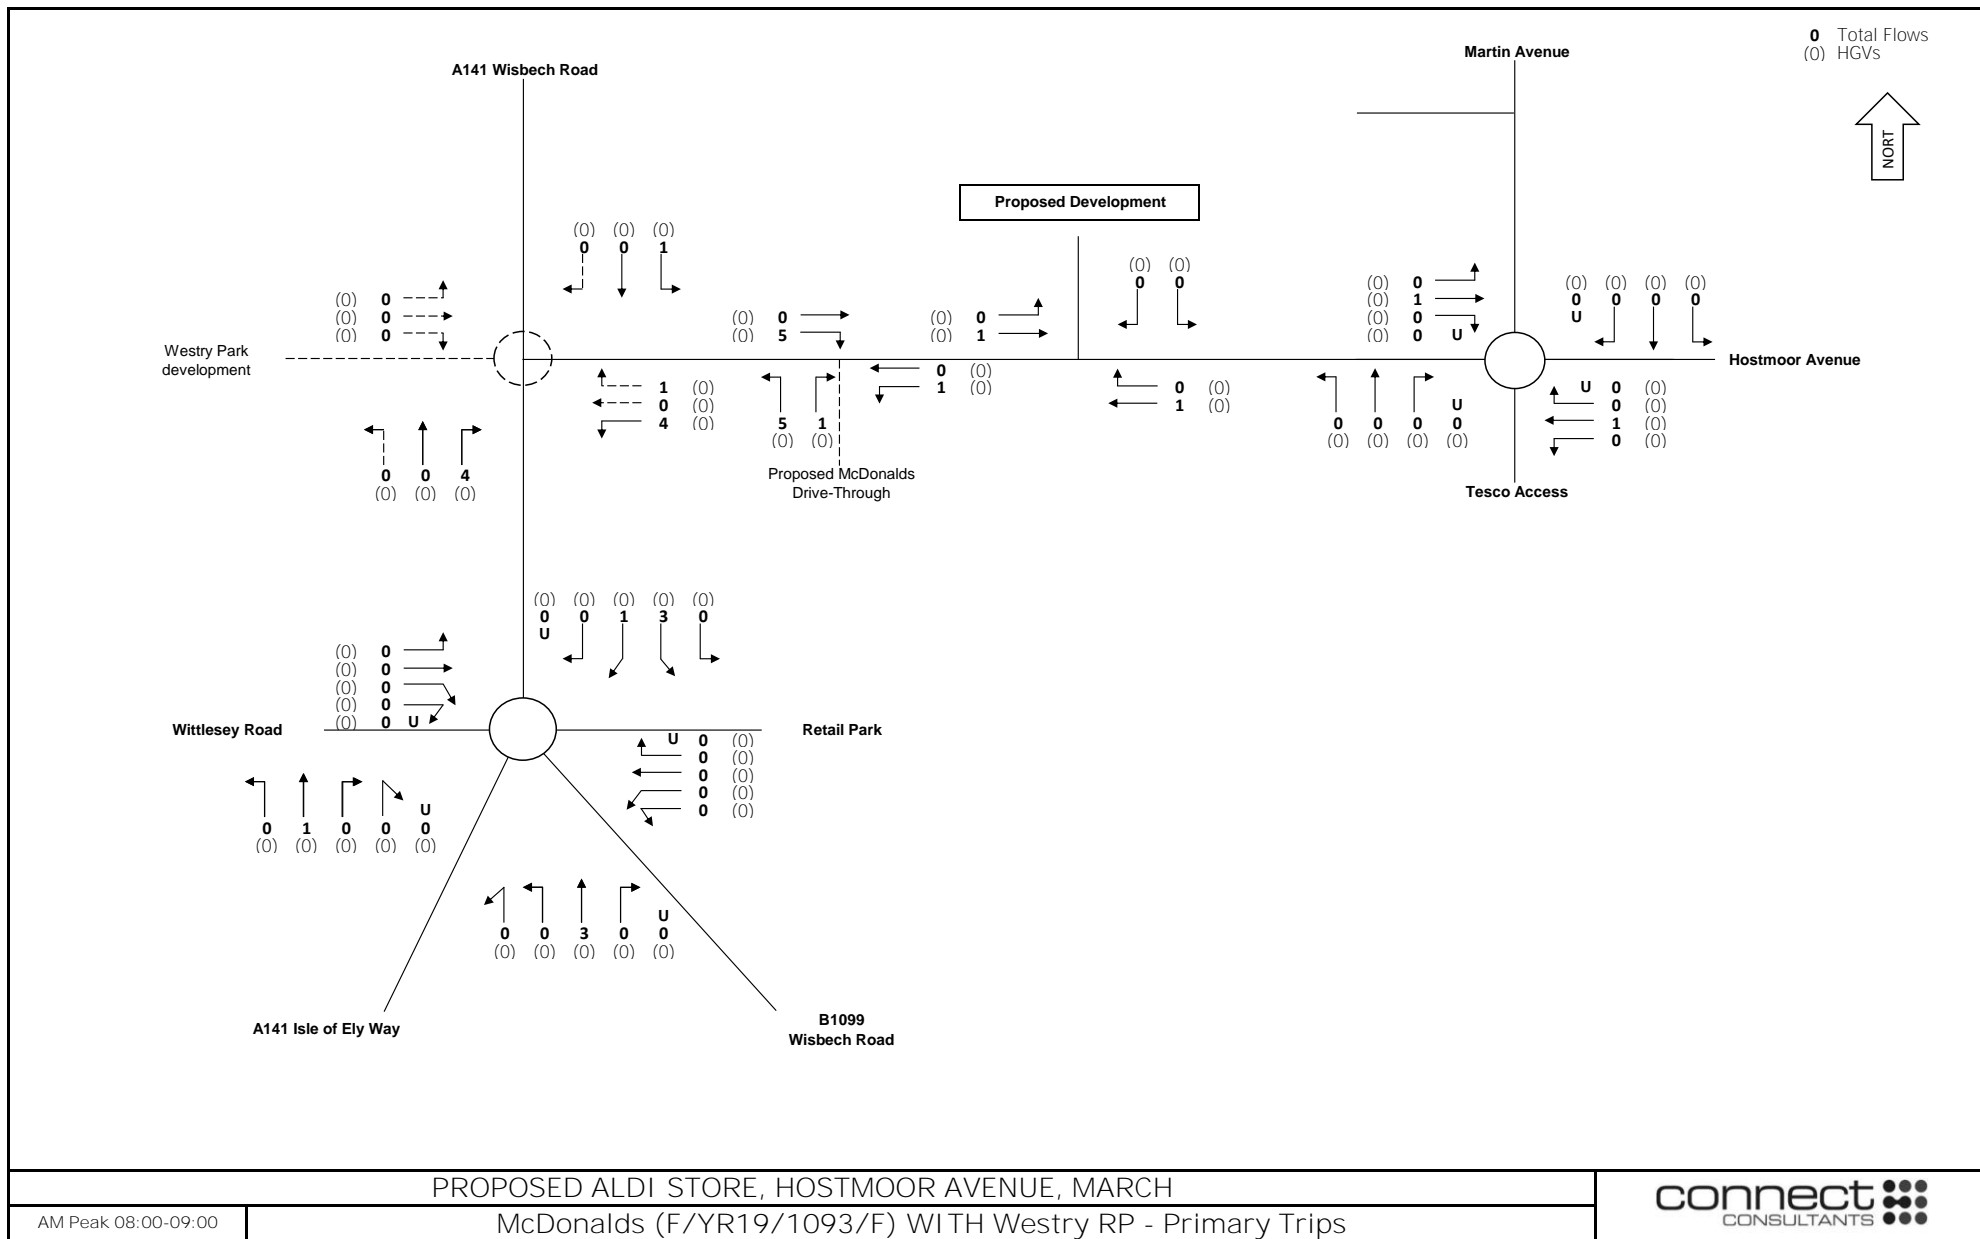 0 Total Flows
(0) HGVs
NORT
A141 Wisbech Road
Martin Avenue
Proposed Development
(0) (0) (0)
0 0 1
(0) 0
(0) 0
(0) 0
Westry Park
development
1 (0)
0 (0)
4 (0)
0 0 4
(0) (0) (0)
(0) 0
(0) 5
5 1
(0) (0)
Proposed McDonalds
Drive-Through
0 (0)
1 (0)
(0) 0
(0) 1
(0) (0)
0 0
0 (0)
1 (0)
(0) 0
(0) 1
(0) 0
(0) 0 U
(0) (0) (0) (0)
0 0 0 0
U
Hostmoor Avenue
U
0 0 0 0
(0) (0) (0) (0)
U 0 (0)
0 (0)
1 (0)
0 (0)
Tesco Access
(0) (0) (0) (0) (0)
0 0 1 3 0
U
(0) 0
(0) 0
(0) 0
(0) 0
(0) 0 U
Wittlesey Road
Retail Park
U 0 (0)
0 (0)
0 (0)
0 (0)
0 (0)
U
0 1 0 0 0
(0) (0) (0) (0) (0)
U
0 0 3 0 0
(0) (0) (0) (0) (0)
A141 Isle of Ely Way
B1099
Wisbech Road
PROPOSED ALDI STORE, HOSTMOOR AVENUE, MARCH
AM Peak 08:00-09:00
McDonalds (F/YR19/1093/F) WITH Westry RP - Primary Trips
connect
CONSULTANTS